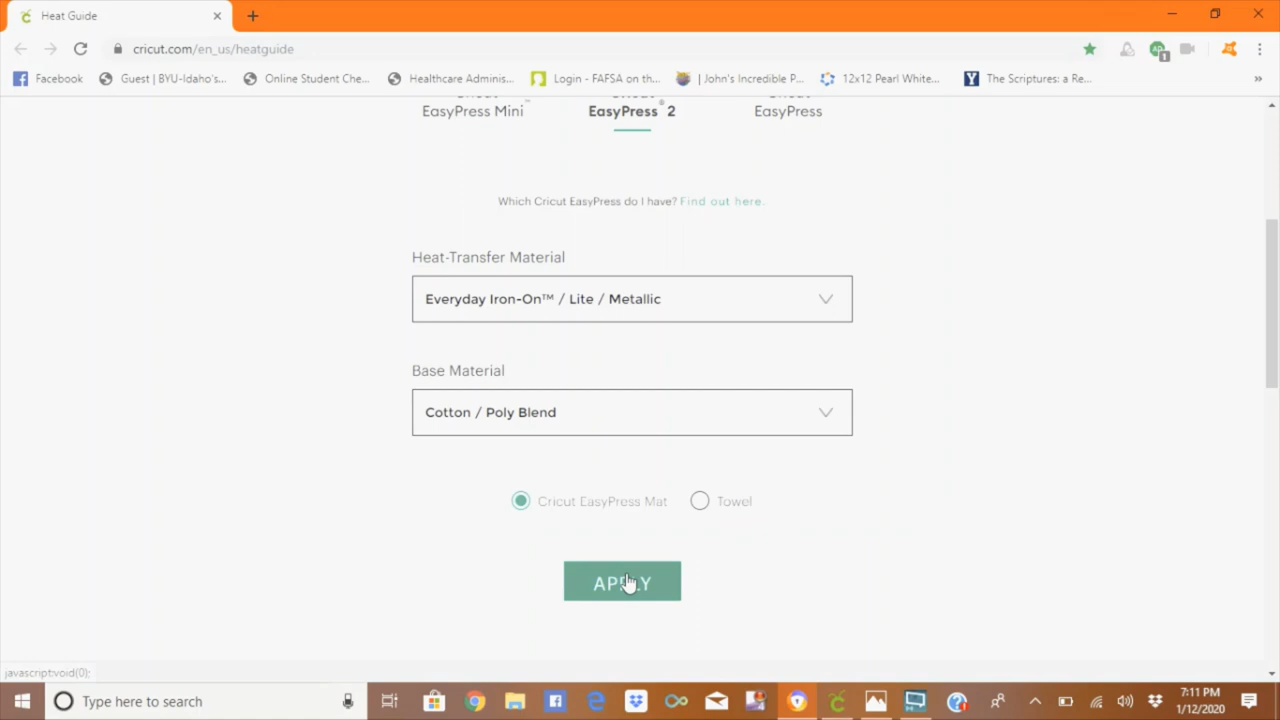 Heat Guide
cricut.com/en_us/heatguide
Facebook
Guest | BYU-Idaho's...
Online Student Che...
Healthcare Adminis...
Login - FAFSA on th...
| John's Incredible P...
12x12 Pearl White...
The Scriptures: a Re...
»
EasyPress Mini™
EasyPress® 2
EasyPress
Which Cricut EasyPress do I have? Find out here.
Heat-Transfer Material
Everyday Iron-On™ / Lite / Metallic
Base Material
Cotton / Poly Blend
Cricut EasyPress Mat
Towel
APPLY
javascript:void(0);
Type here to search
7:11 PM
1/12/2020